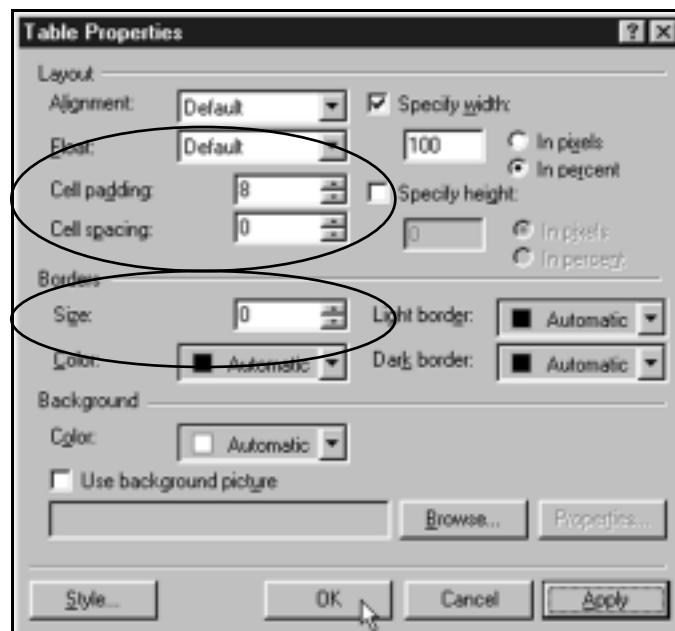 Table Properties
Layout
Alignment: Default
Specify width:
Float: Default
100
In pixels
In percent
Cell padding: 8
Specify height:
Cell spacing: 0
0
In pixels
In percent
Borders
Size: 0
Light border: Automatic
Color: Automatic
Dark border: Automatic
Background
Color: Automatic
Use background picture
Browse... Properties...
Style... OK Cancel Apply